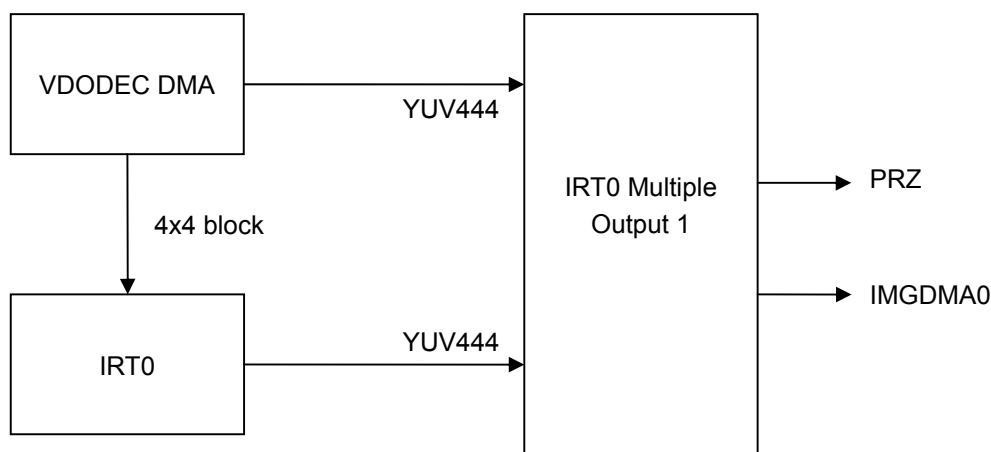 VDODEC DMA
YUV444
4x4 block
IRT0
YUV444
IRT0 Multiple
Output 1
PRZ
IMGDMA0